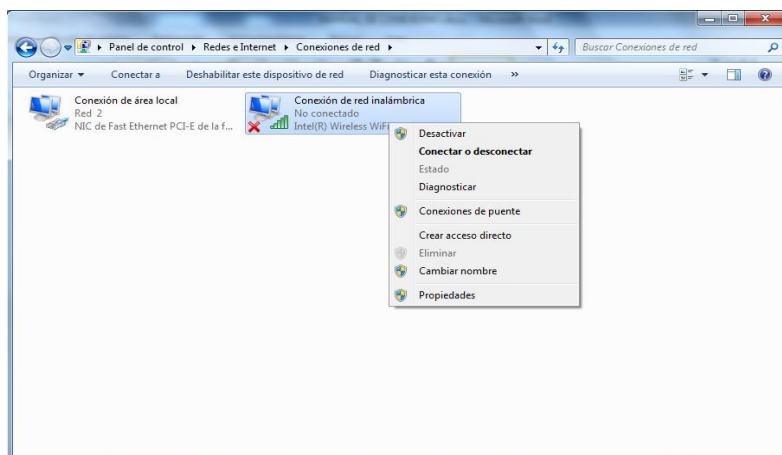 Panel de control ▸ Redes e Internet ▸ Conexiones de red ▸
Buscar Conexiones de red
Organizar Conectar a Deshabilitar este dispositivo de red Diagnosticar esta conexión »
Conexión de área local
Red 2
NIC de Fast Ethernet PCI-E de la f...
Conexión de red inalámbrica
No conectado
Intel(R) Wireless WiFi
Desactivar
Conectar o desconectar
Estado
Diagnosticar
Conexiones de puente
Crear acceso directo
Eliminar
Cambiar nombre
Propiedades